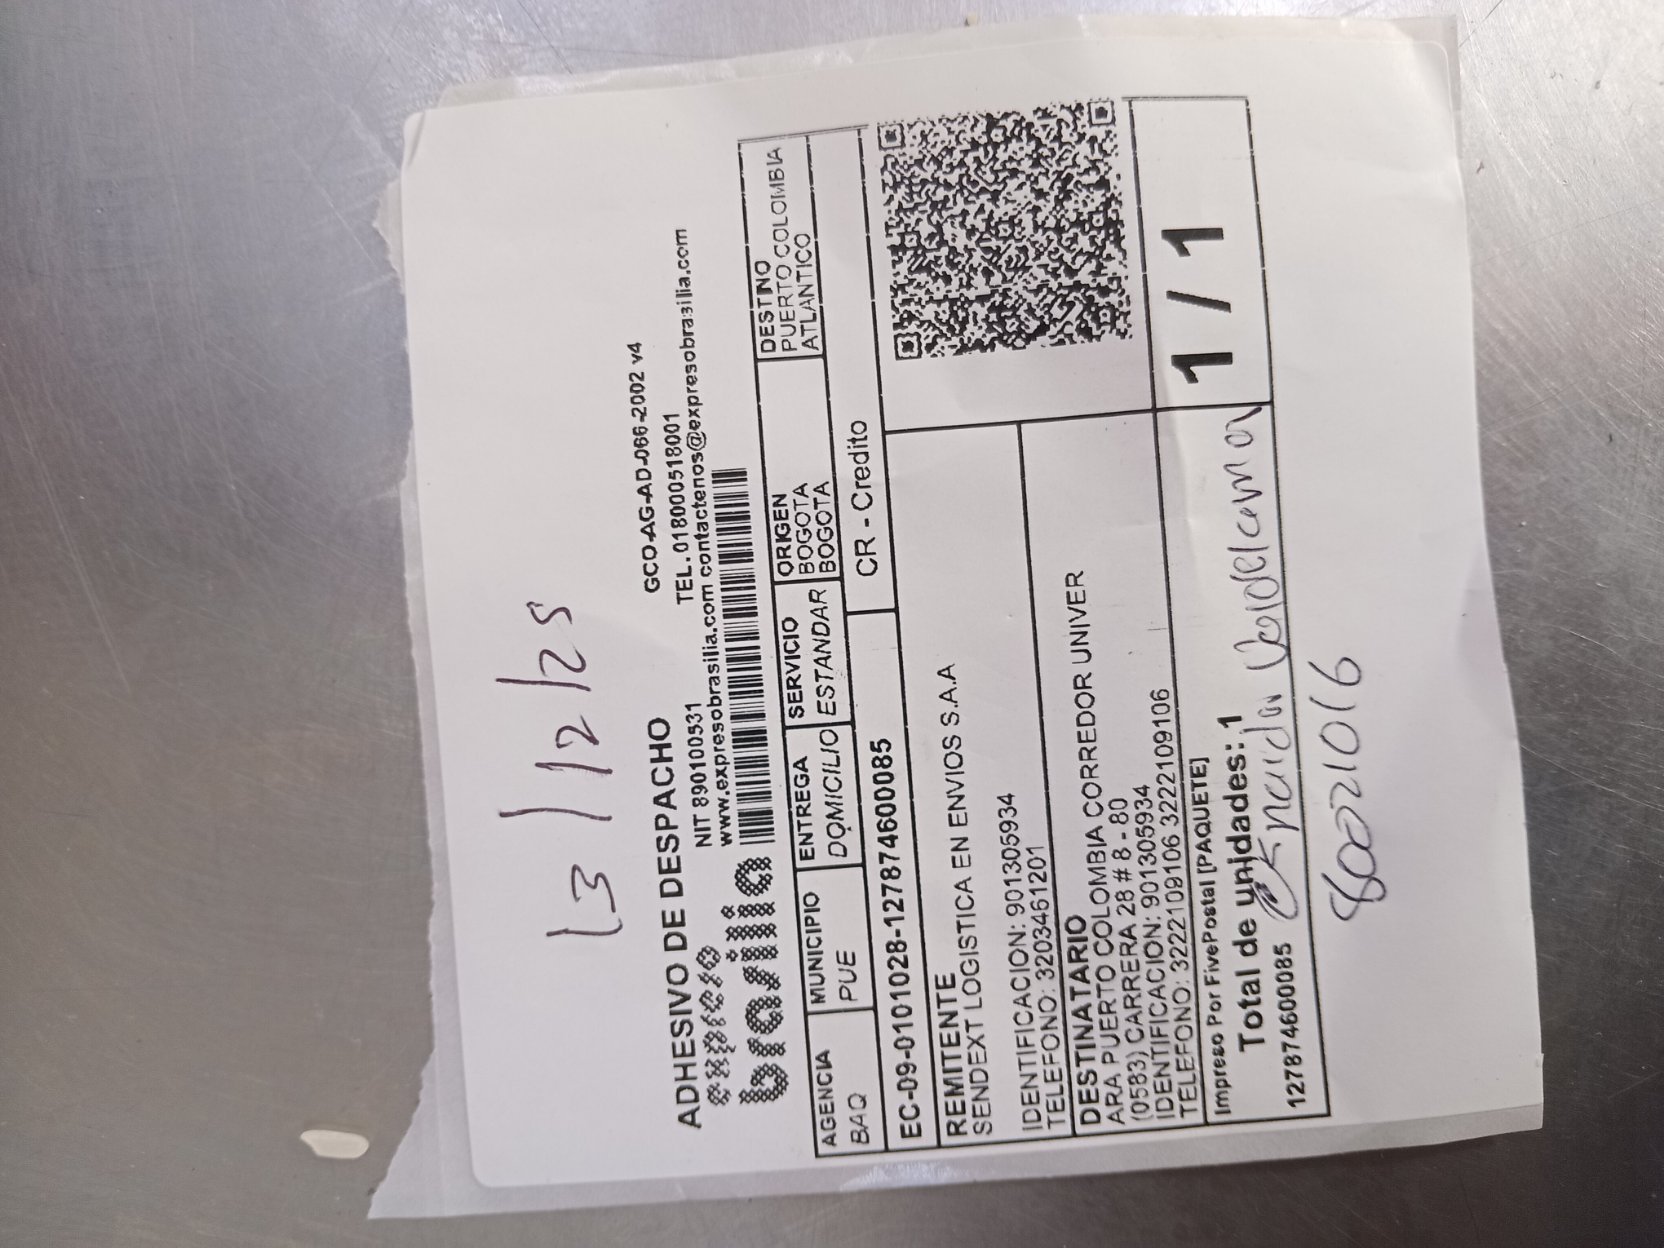 13/12/25
ADHESIVO DE DESPACHO GCO-AG-AD-066-2002 v4
expreso brasilia
NIT 890100531 TEL.018000518001
www.expresobrasilia.com contactenos@expresobrasilia.com
AGENCIA MUNICIPIO ENTREGA SERVICIO ORIGEN DESTINO
BAQ PUE DOMICILIO ESTANDAR BOGOTA PUERTO COLOMBIA
BOGOTA ATLANTICO
EC-09-0101028-127874600085 CR - Credito
REMITENTE
SENDEXT LOGISTICA EN ENVIOS S.A.A
IDENTIFICACION: 901305934
TELEFONO: 3203461201
DESTINATARIO
ARA PUERTO COLOMBIA CORREDOR UNIVER
(0583) CARRERA 28 # 8 - 80
IDENTIFICACION: 901305934
TELEFONO: 3222109106 3222109106
Impreso Por FivePostal [PAQUETE]
Total de unidades: 1 1 / 1
127874600085
80021016